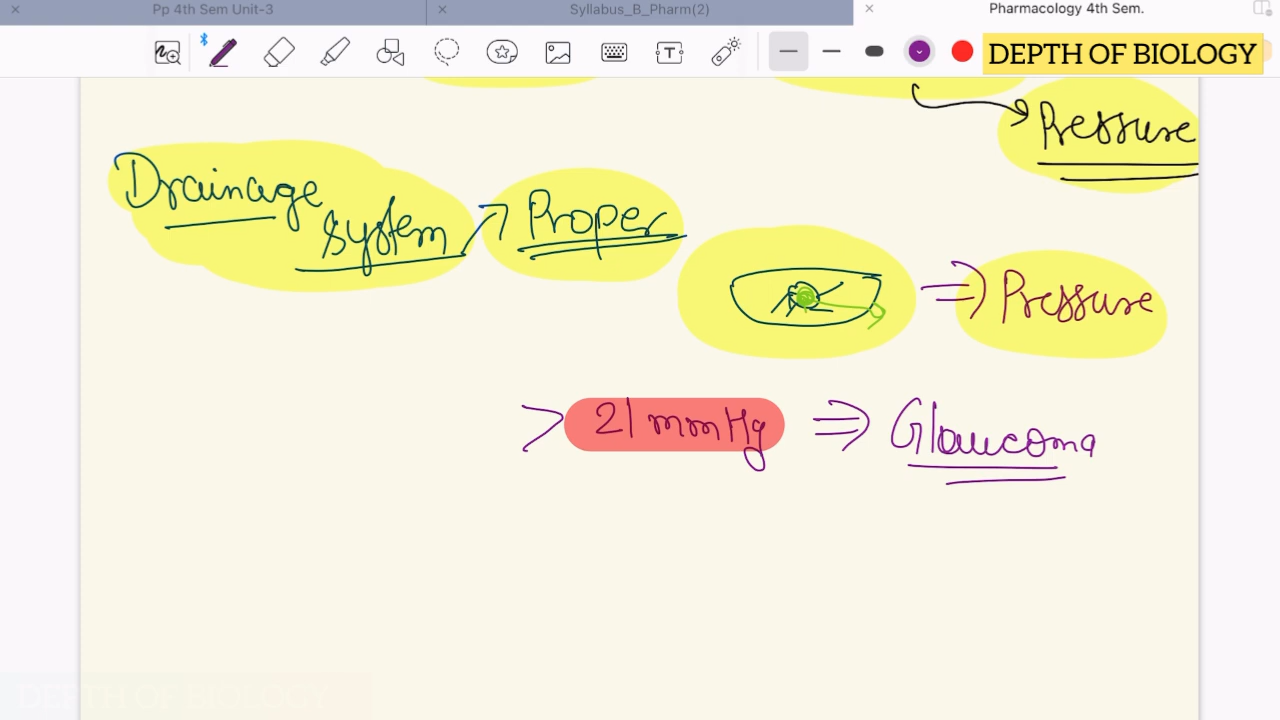 Pp 4th Sem Unit-3
Syllabus_B_Pharm(2)
Pharmacology 4th Sem.
DEPTH OF BIOLOGY
Pressure
Drainage
system
Proper
⇒ Pressure
> 21 mmHg ⇒ Glaucoma
DEPTH OF BIOLOGY